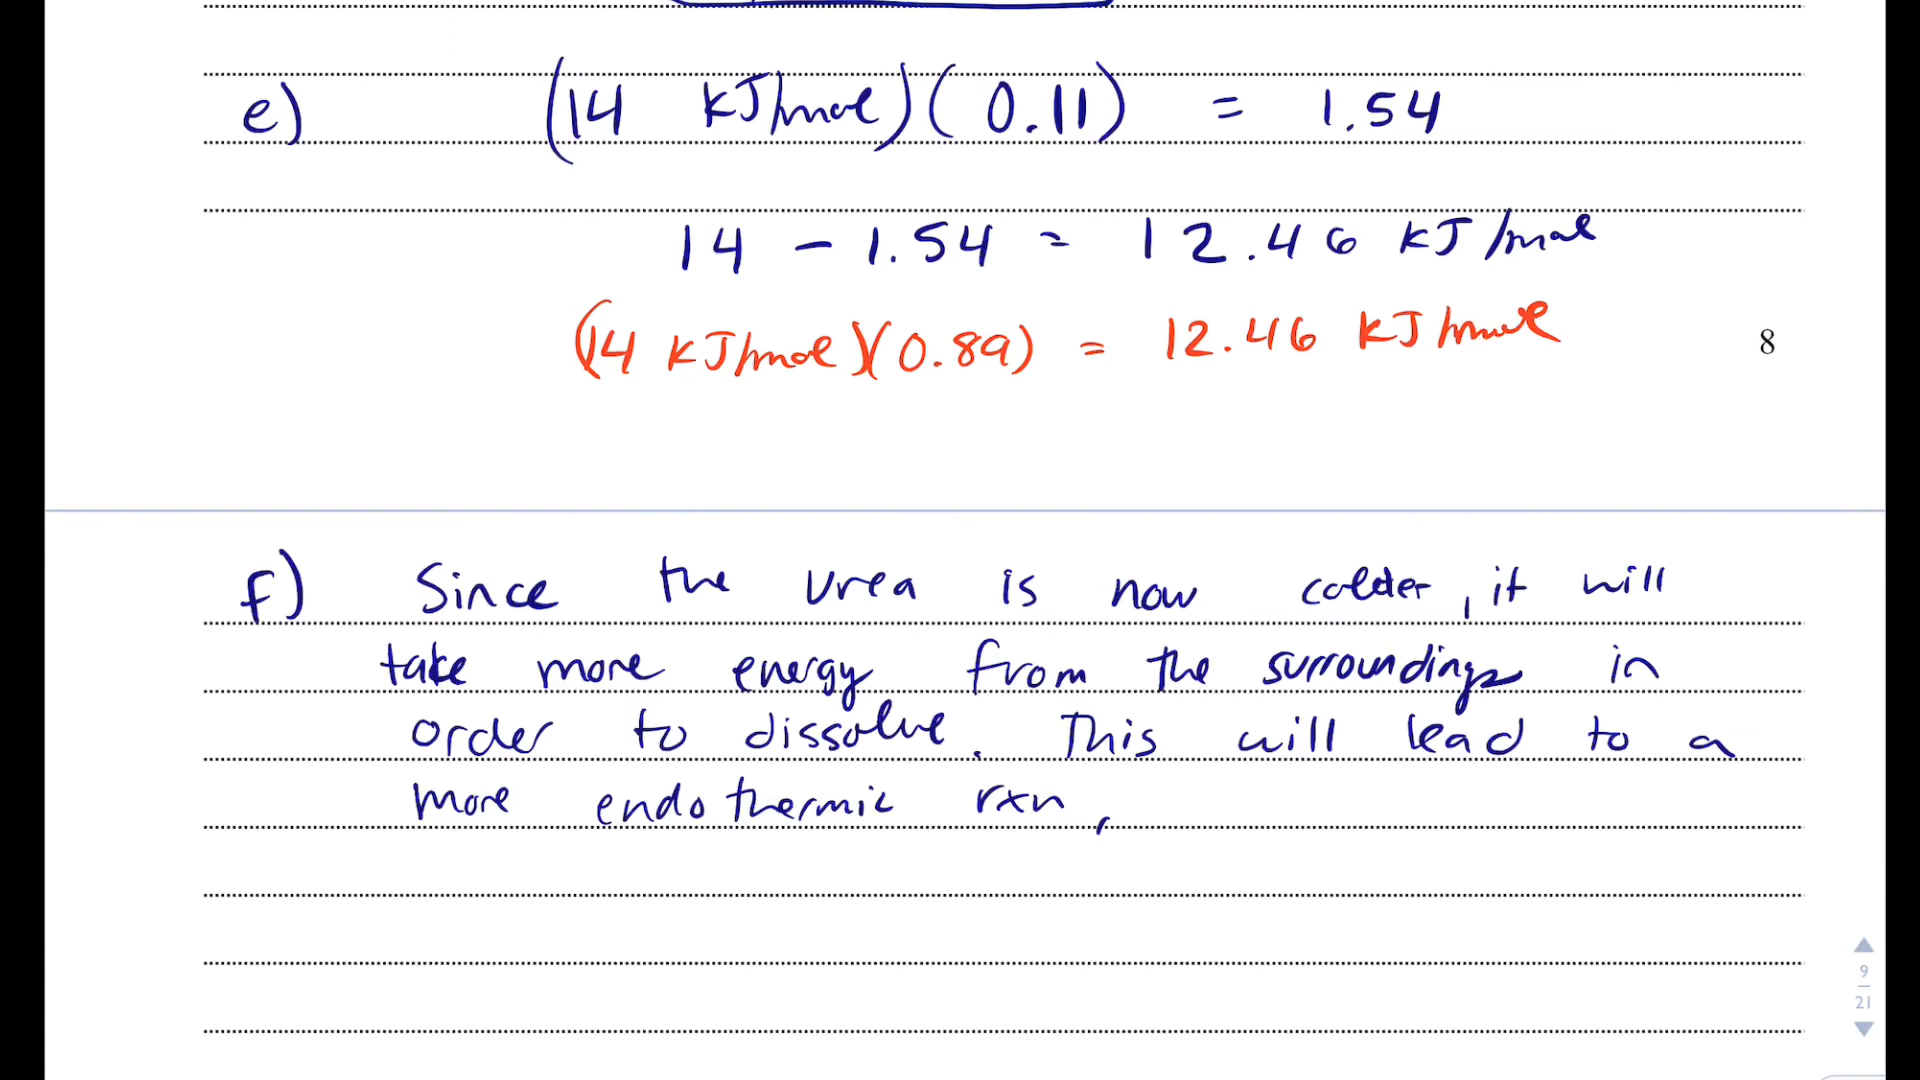 e) (14 kJ/mol)(0.11) = 1.54
14 - 1.54 = 12.46 kJ/mol
(14 kJ/mol)(0.89) = 12.46 kJ/mol
8
f) Since the urea is now colder, it will
take more energy from the surroundings in
order to dissolve. This will lead to a
more endothermic rxn.
9
21